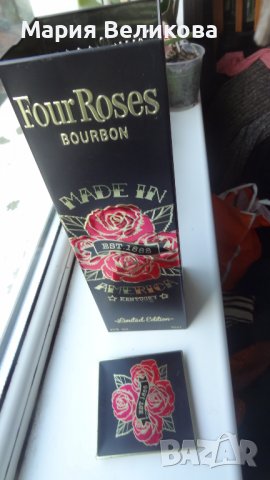 Мария Великова
Four Roses
BOURBON
MADE IN
EST 1888
AMERICA
KENTUCKY
Limited Edition
BAZAR